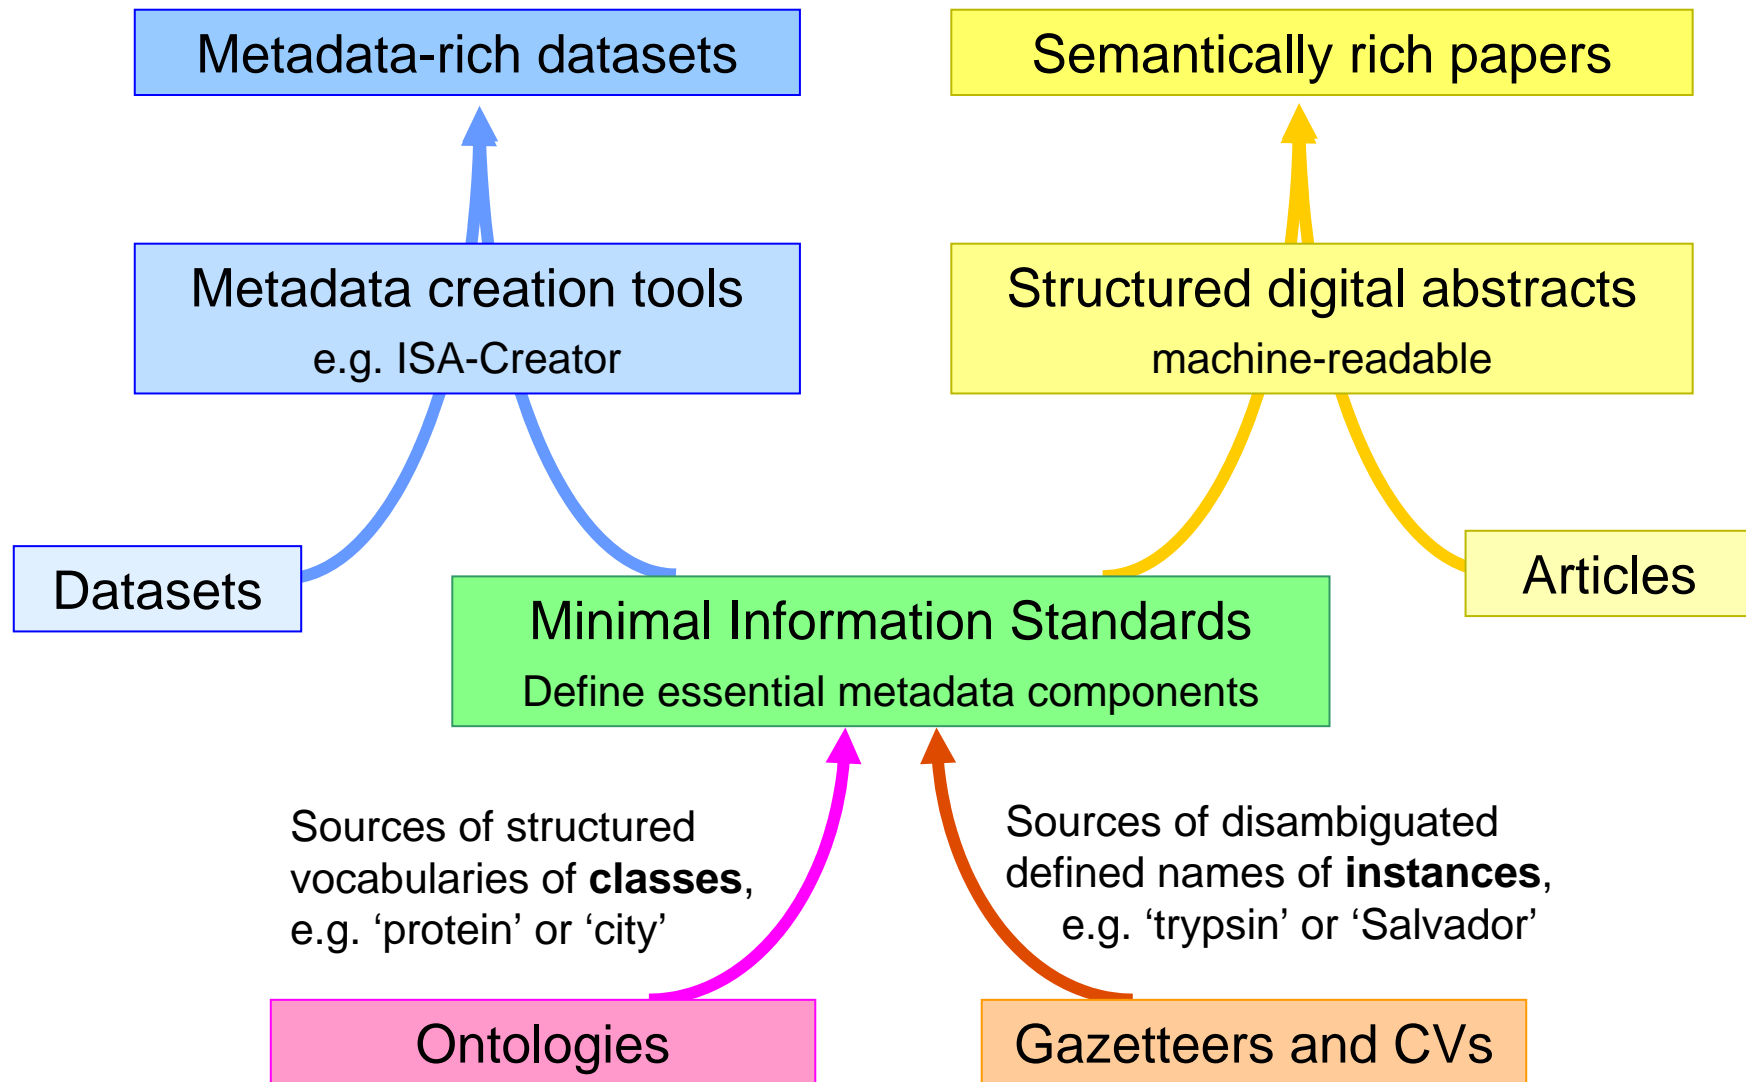 Metadata-rich datasets
Semantically rich papers
Metadata creation tools
e.g. ISA-Creator
Structured digital abstracts
machine-readable
Datasets
Articles
Minimal Information Standards
Define essential metadata components
Sources of structured
vocabularies of classes,
e.g. ‘protein’ or ‘city’
Sources of disambiguated
defined names of instances,
e.g. ‘trypsin’ or ‘Salvador’
Ontologies
Gazetteers and CVs